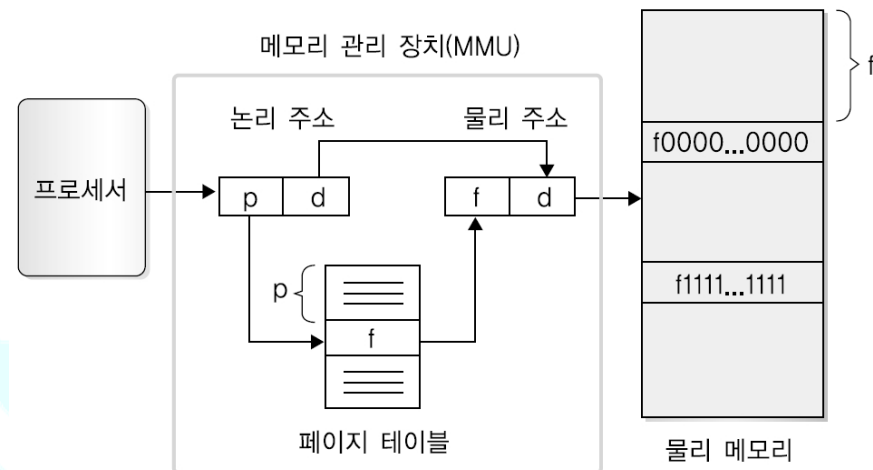 메모리 관리 장치(MMU)
f
논리 주소
물리 주소
f0000...0000
프로세서
p d
f d
p
f
f1111...1111
페이지 테이블
물리 메모리